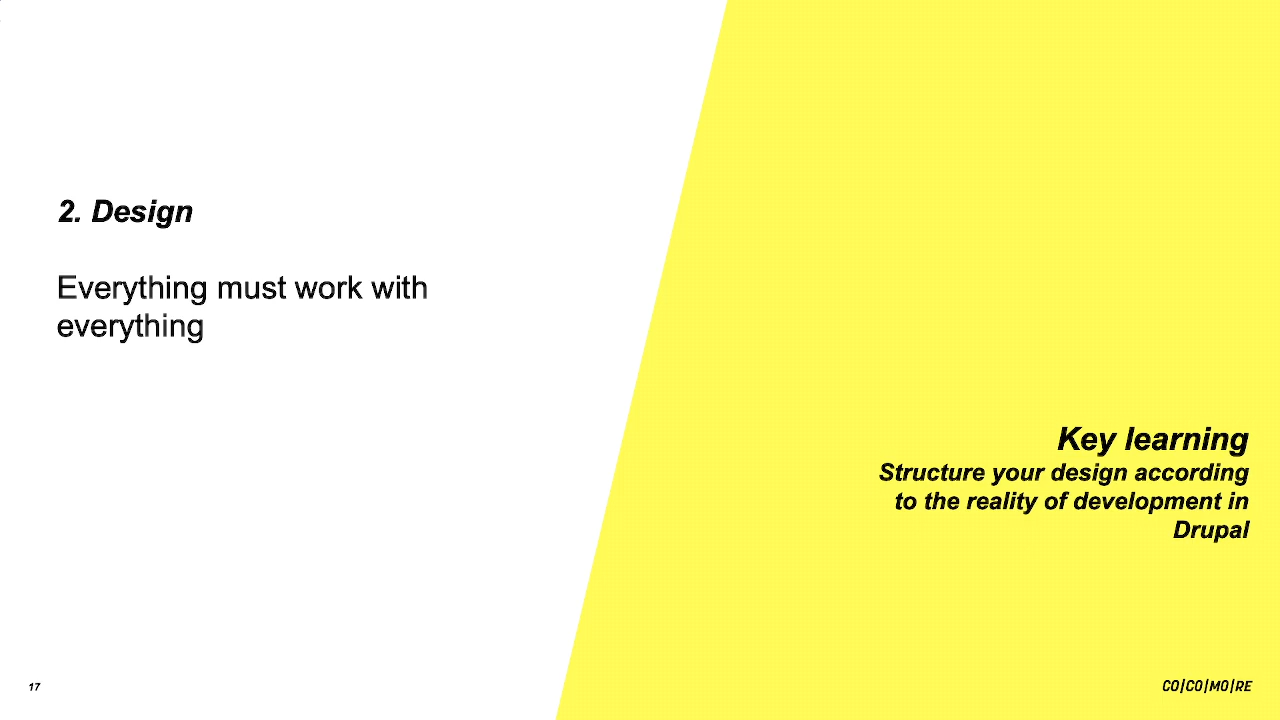 2. Design
Everything must work with
everything
Key learning
Structure your design according
to the reality of development in
Drupal
17
CO|CO|MO|RE